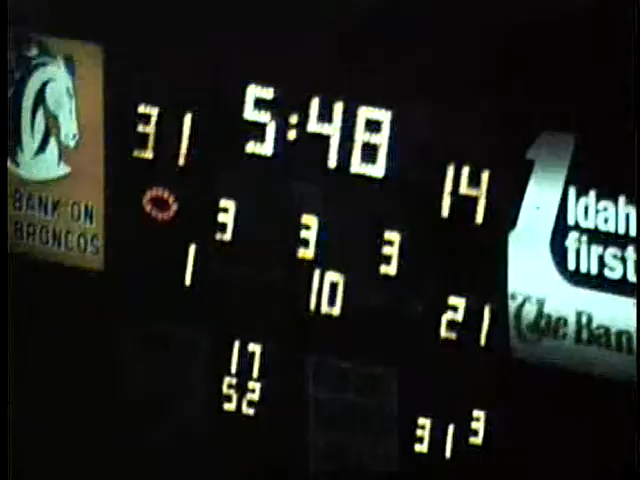 31 5:48 14
3 3 3
1 10 21
17
52 31 3
BANK ON
BRONCOS
1
Idah
first
The Ban